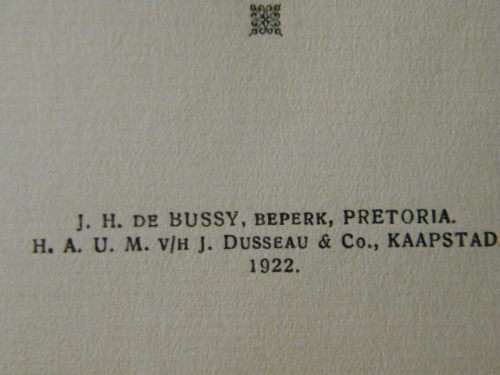 J. H. DE BUSSY, BEPERK, PRETORIA.
H. A. U. M. V/H J. DUSSEAU & Co., KAAPSTAD
1922.